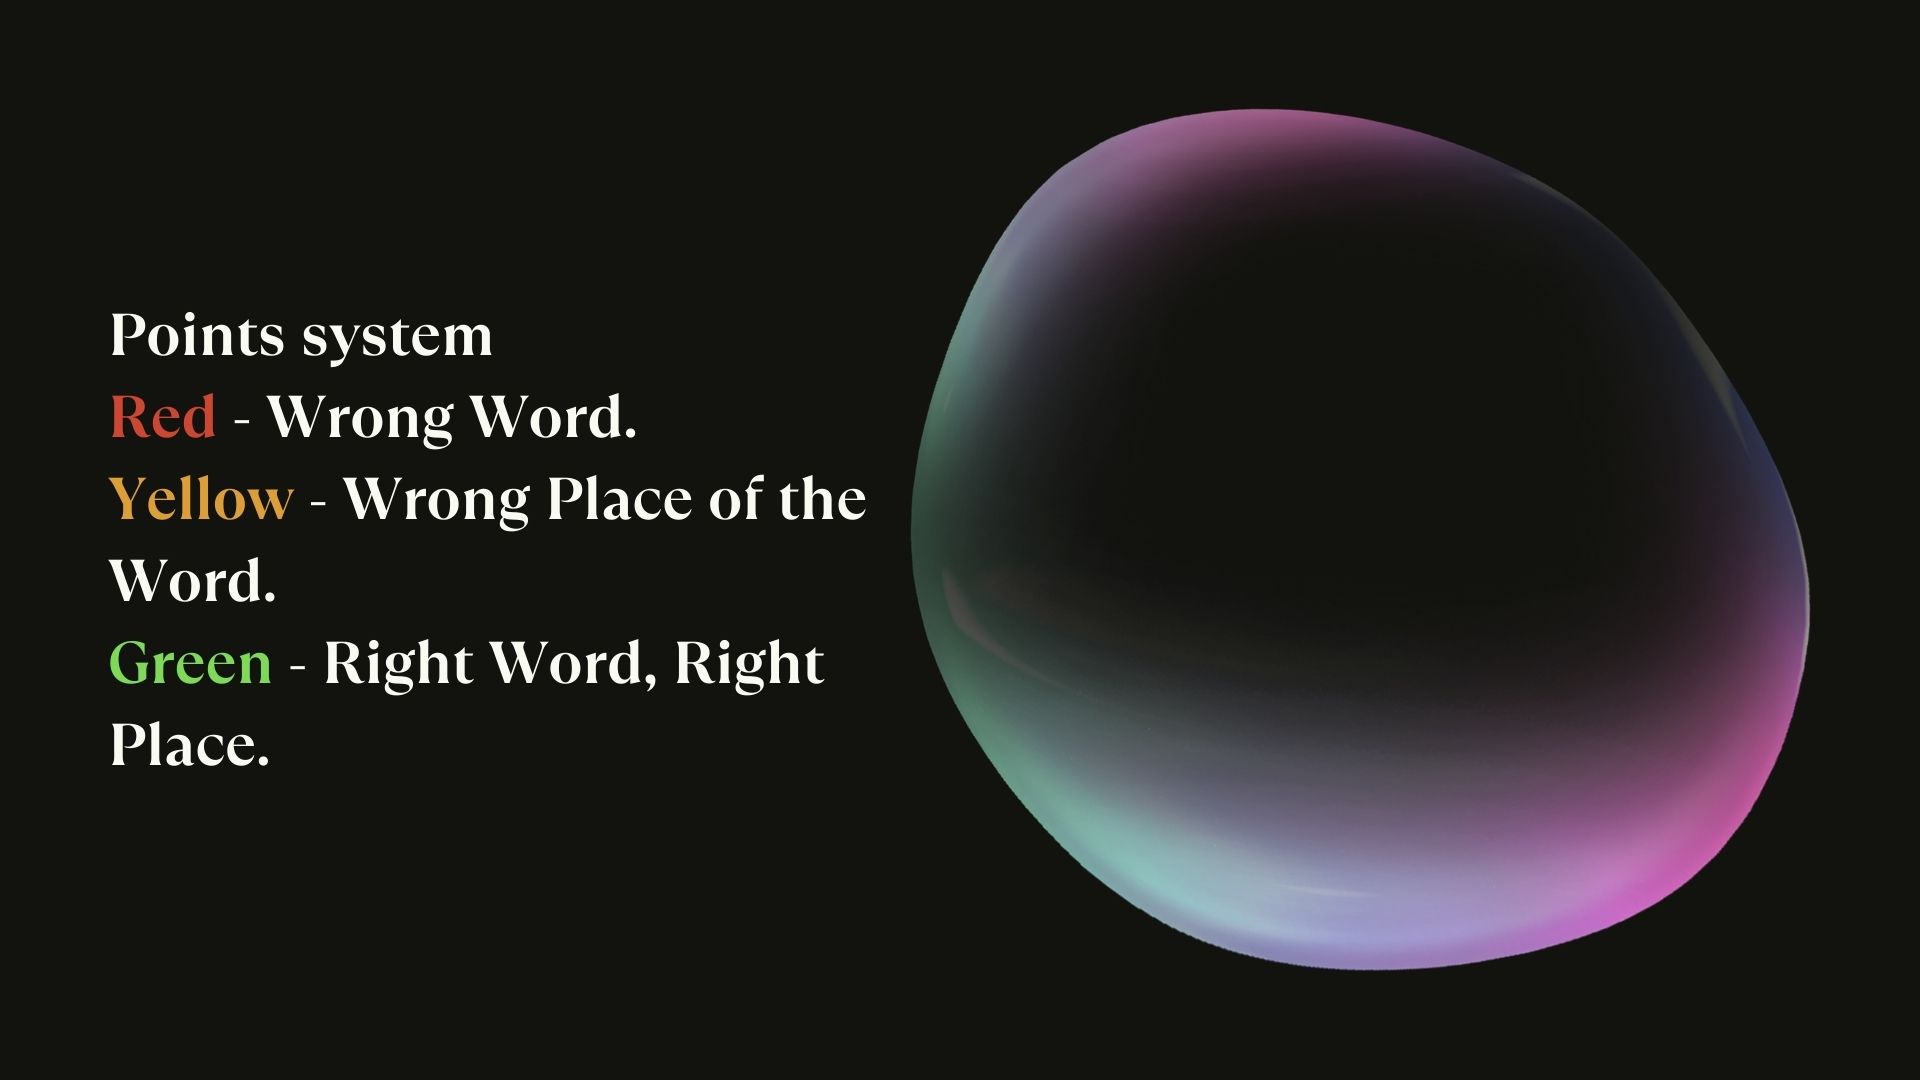 Points system
Red - Wrong Word.
Yellow - Wrong Place of the
Word.
Green - Right Word, Right
Place.